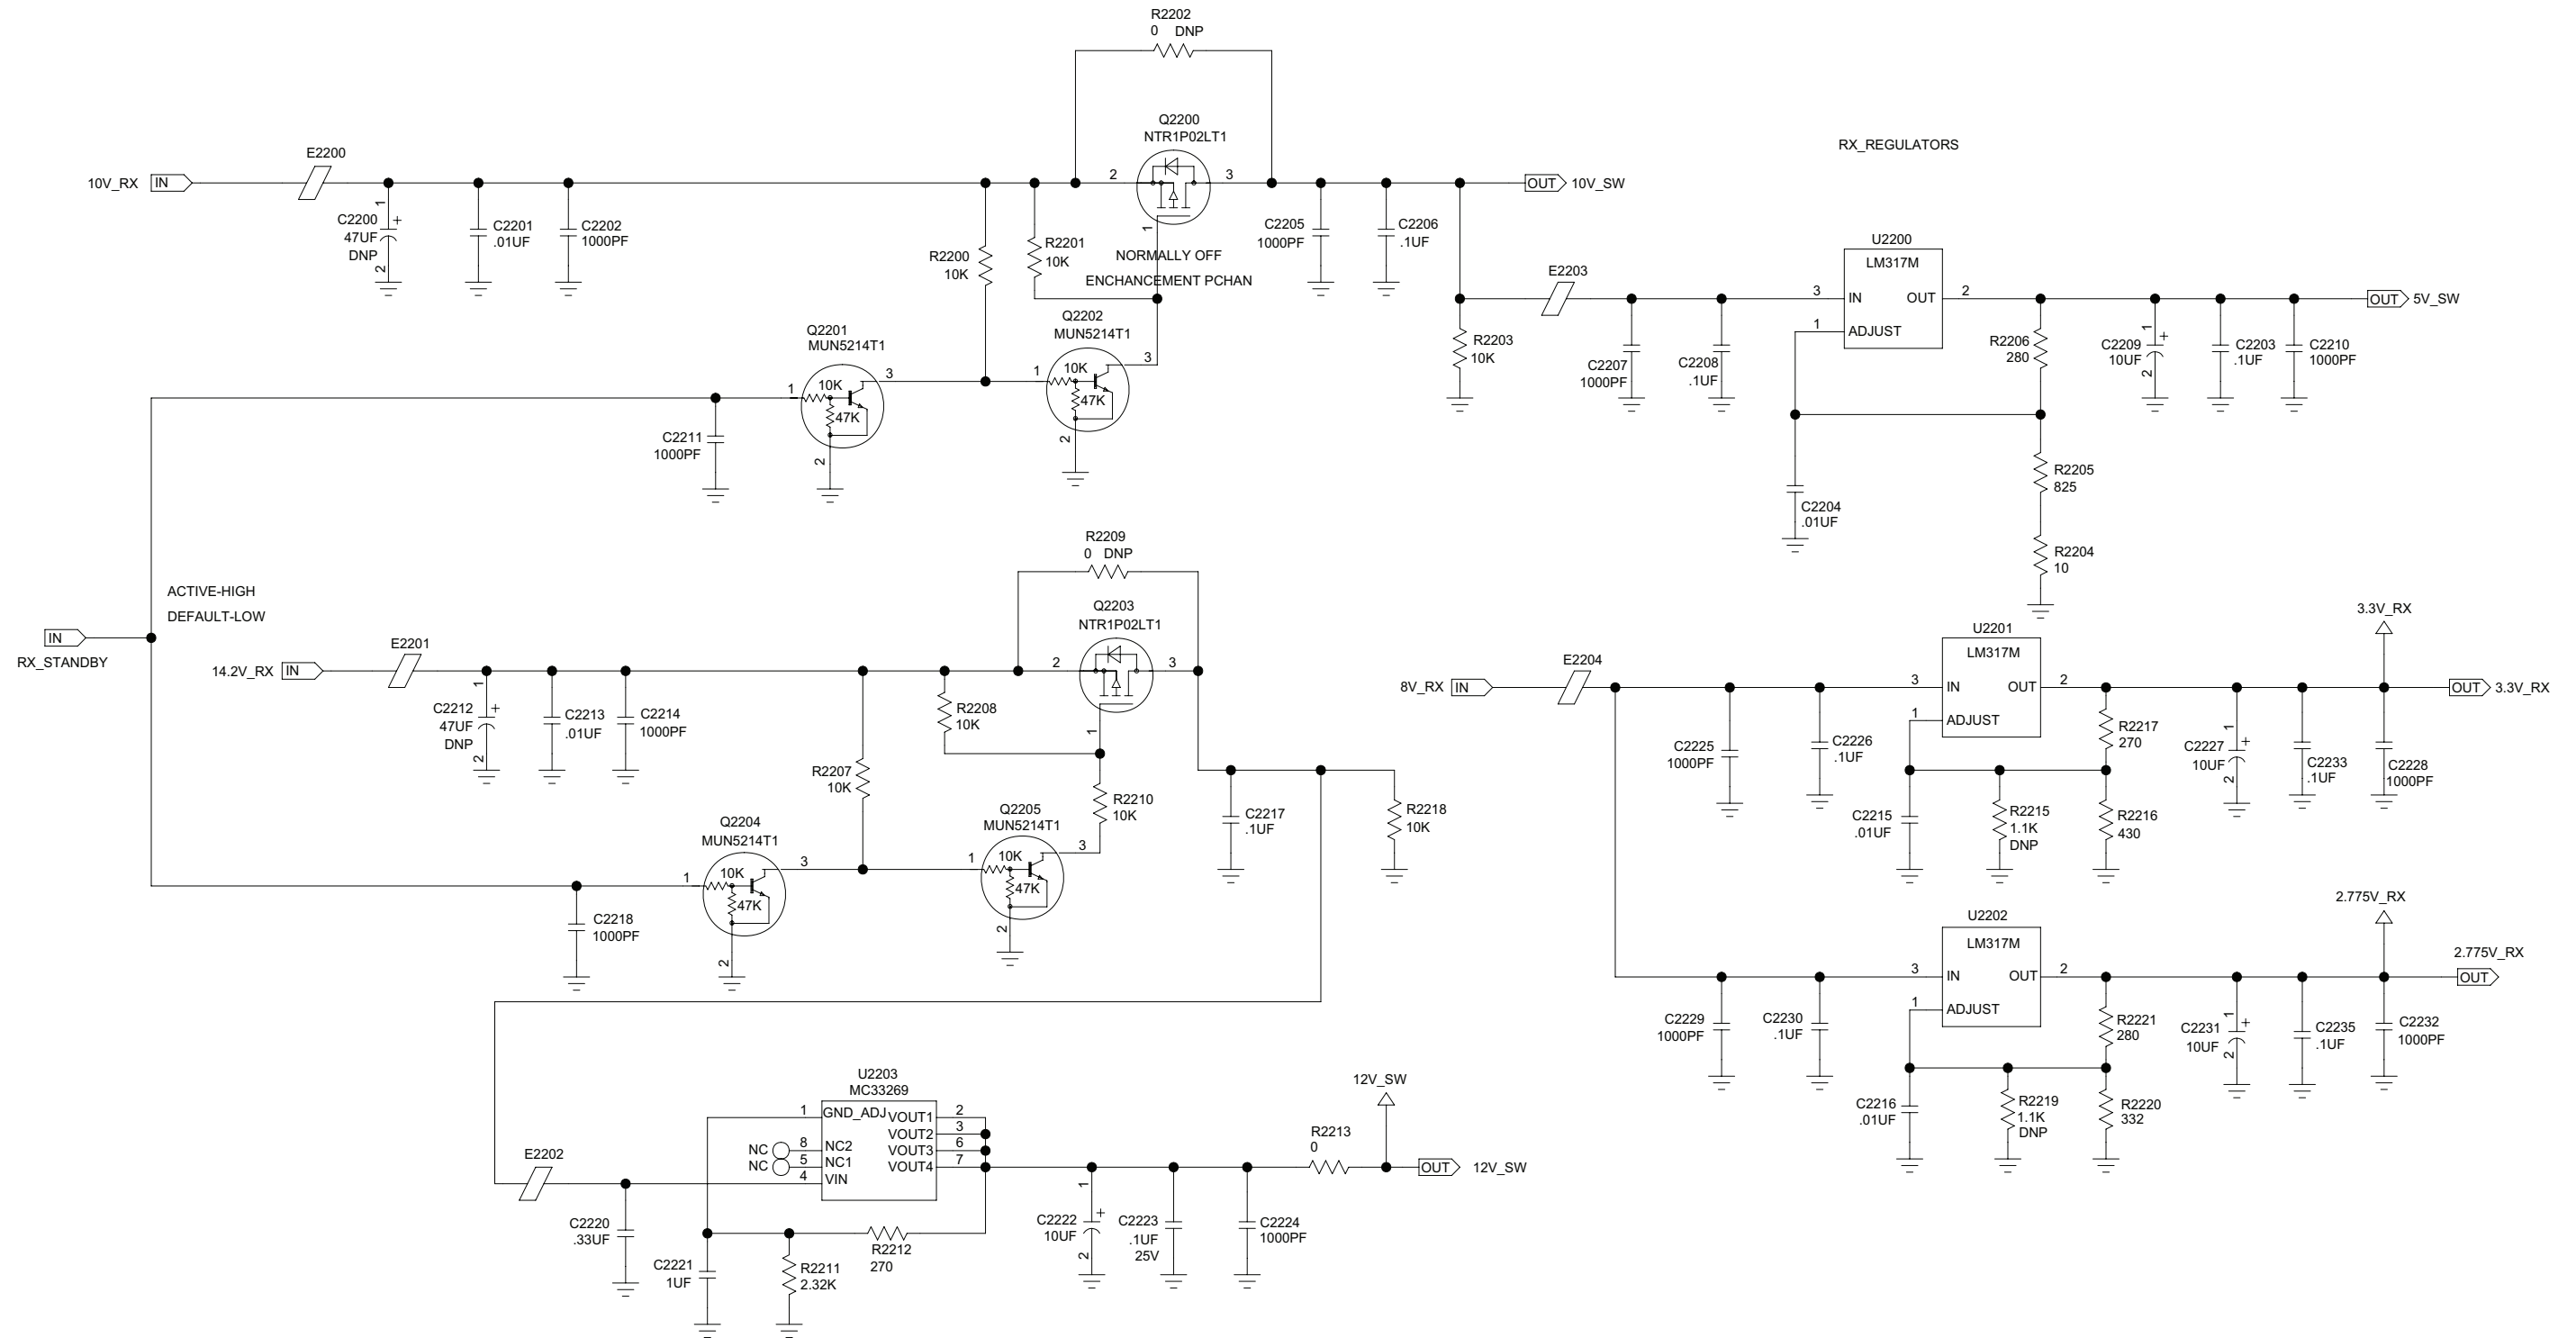 R2202
0 DNP
Q2200
NTR1P02LT1
RX_REGULATORS
E2200
10V_RX IN
2 3
OUT 10V_SW
1
C2200
47UF
DNP
+
2
C2201
.01UF
C2202
1000PF
R2200
10K
R2201
10K
1
NORMALLY OFF
ENCHANCEMENT PCHAN
C2205
1000PF
C2206
.1UF
U2200
LM317M
E2203
3 IN OUT 2
OUT 5V_SW
1 ADJUST
R2203
10K
C2207
1000PF
C2208
.1UF
R2206
280
1
C2209
10UF
+
2
C2203
.1UF
C2210
1000PF
Q2201
MUN5214T1
1 10K 3
47K
2
Q2202
MUN5214T1
1 10K 3
47K
2
C2211
1000PF
R2205
825
C2204
.01UF
R2204
10
R2209
0 DNP
ACTIVE-HIGH
DEFAULT-LOW
IN
RX_STANDBY
Q2203
NTR1P02LT1
E2201
14.2V_RX IN
2 3
1
1
C2212
47UF
DNP
+
2
C2213
.01UF
C2214
1000PF
R2208
10K
R2207
10K
R2210
10K
C2217
.1UF
R2218
10K
Q2204
MUN5214T1
1 10K 3
47K
2
Q2205
MUN5214T1
1 10K 3
47K
2
C2218
1000PF
3.3V_RX
U2201
LM317M
E2204
8V_RX IN
3 IN OUT 2
OUT 3.3V_RX
1 ADJUST
C2225
1000PF
C2226
.1UF
R2217
270
1
C2227
10UF
+
2
C2233
.1UF
C2228
1000PF
C2215
.01UF
R2215
1.1K
DNP
R2216
430
2.775V_RX
U2202
LM317M
2.775V_RX
3 IN OUT 2
OUT
1 ADJUST
C2229
1000PF
C2230
.1UF
R2221
280
1
C2231
10UF
+
2
C2235
.1UF
C2232
1000PF
C2216
.01UF
R2219
1.1K
DNP
R2220
332
U2203
MC33269
1 GND_ADJ VOUT1 2
VOUT2 3
NC 8 NC2 VOUT3 6
NC 5 NC1 VOUT4 7
4 VIN
E2202
12V_SW
R2213
0
OUT 12V_SW
C2220
.33UF
C2221
1UF
R2211
2.32K
R2212
270
1
C2222
10UF
+
2
C2223
.1UF
25V
C2224
1000PF